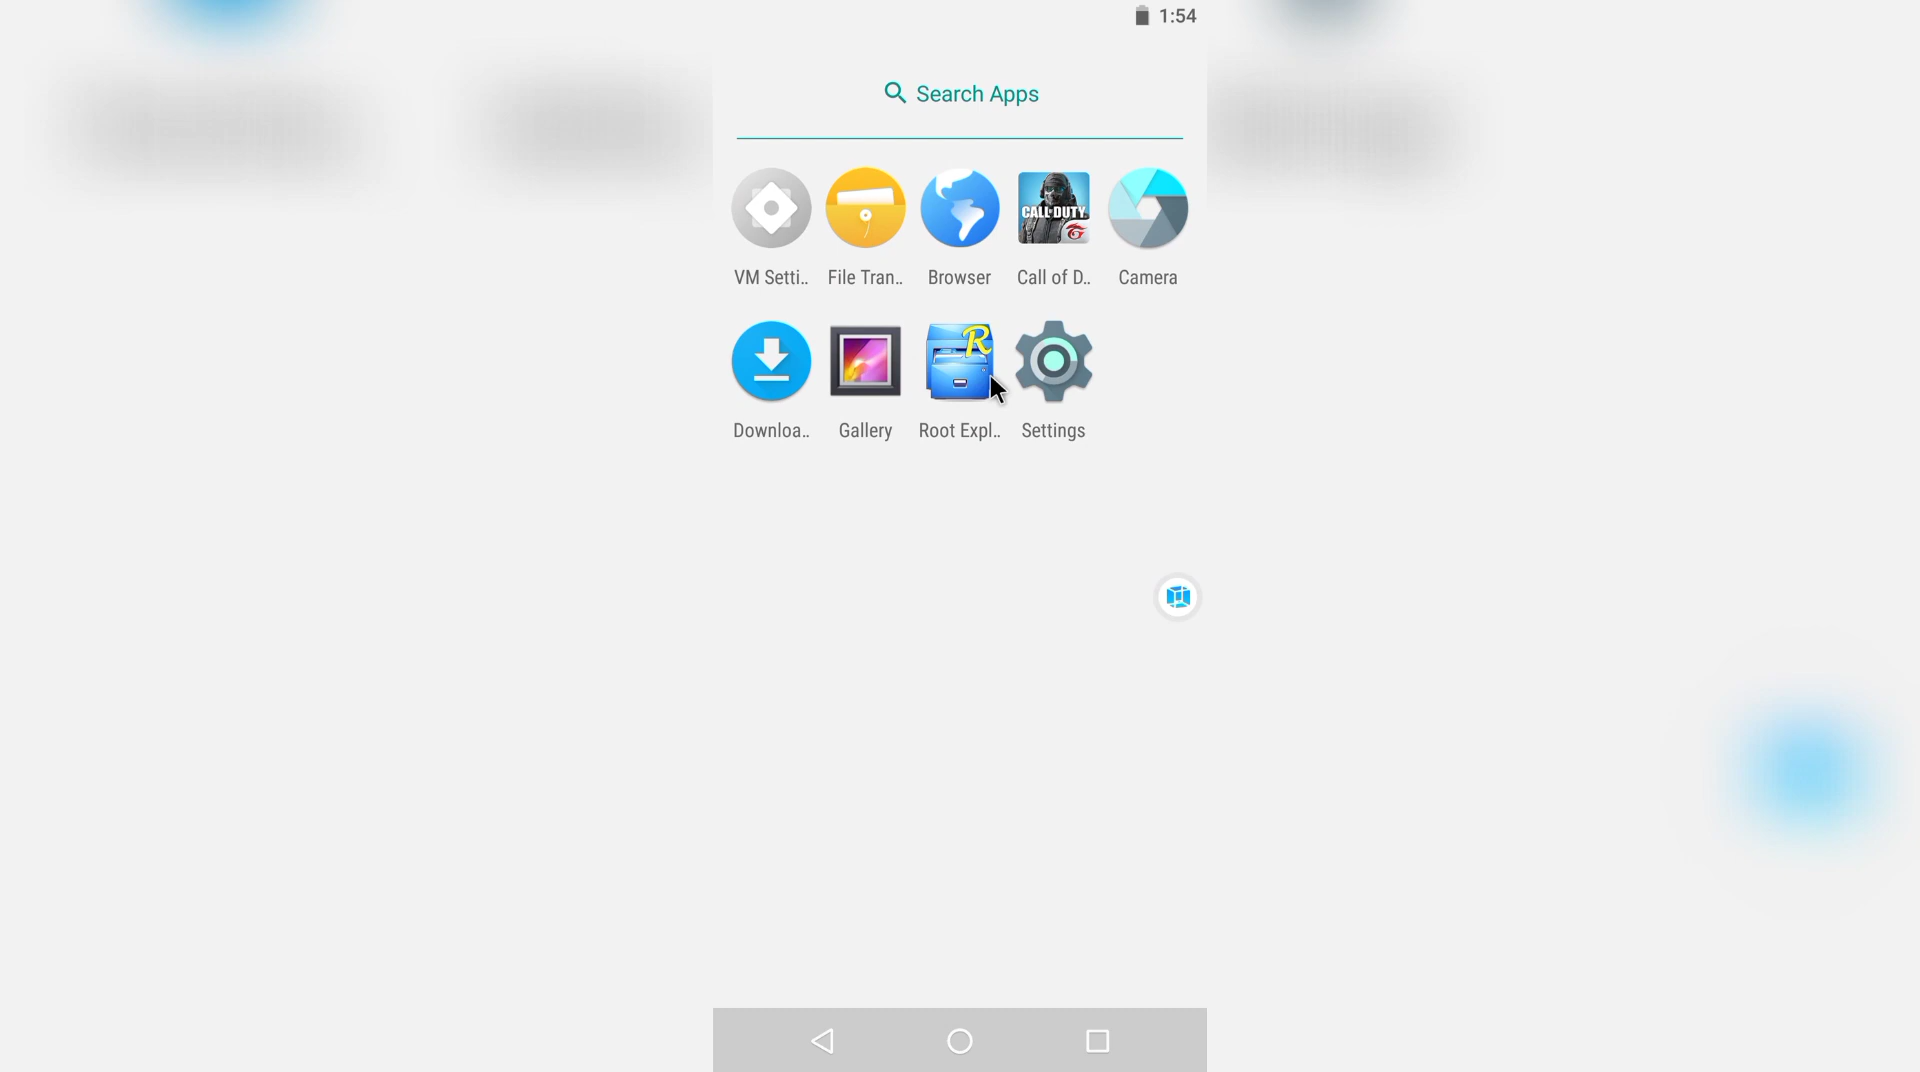 1:54
Search Apps
CALL OF DUTY
VM Setti..
File Tran..
Browser
Call of D..
Camera
R
Downloa..
Gallery
Root Expl..
Settings